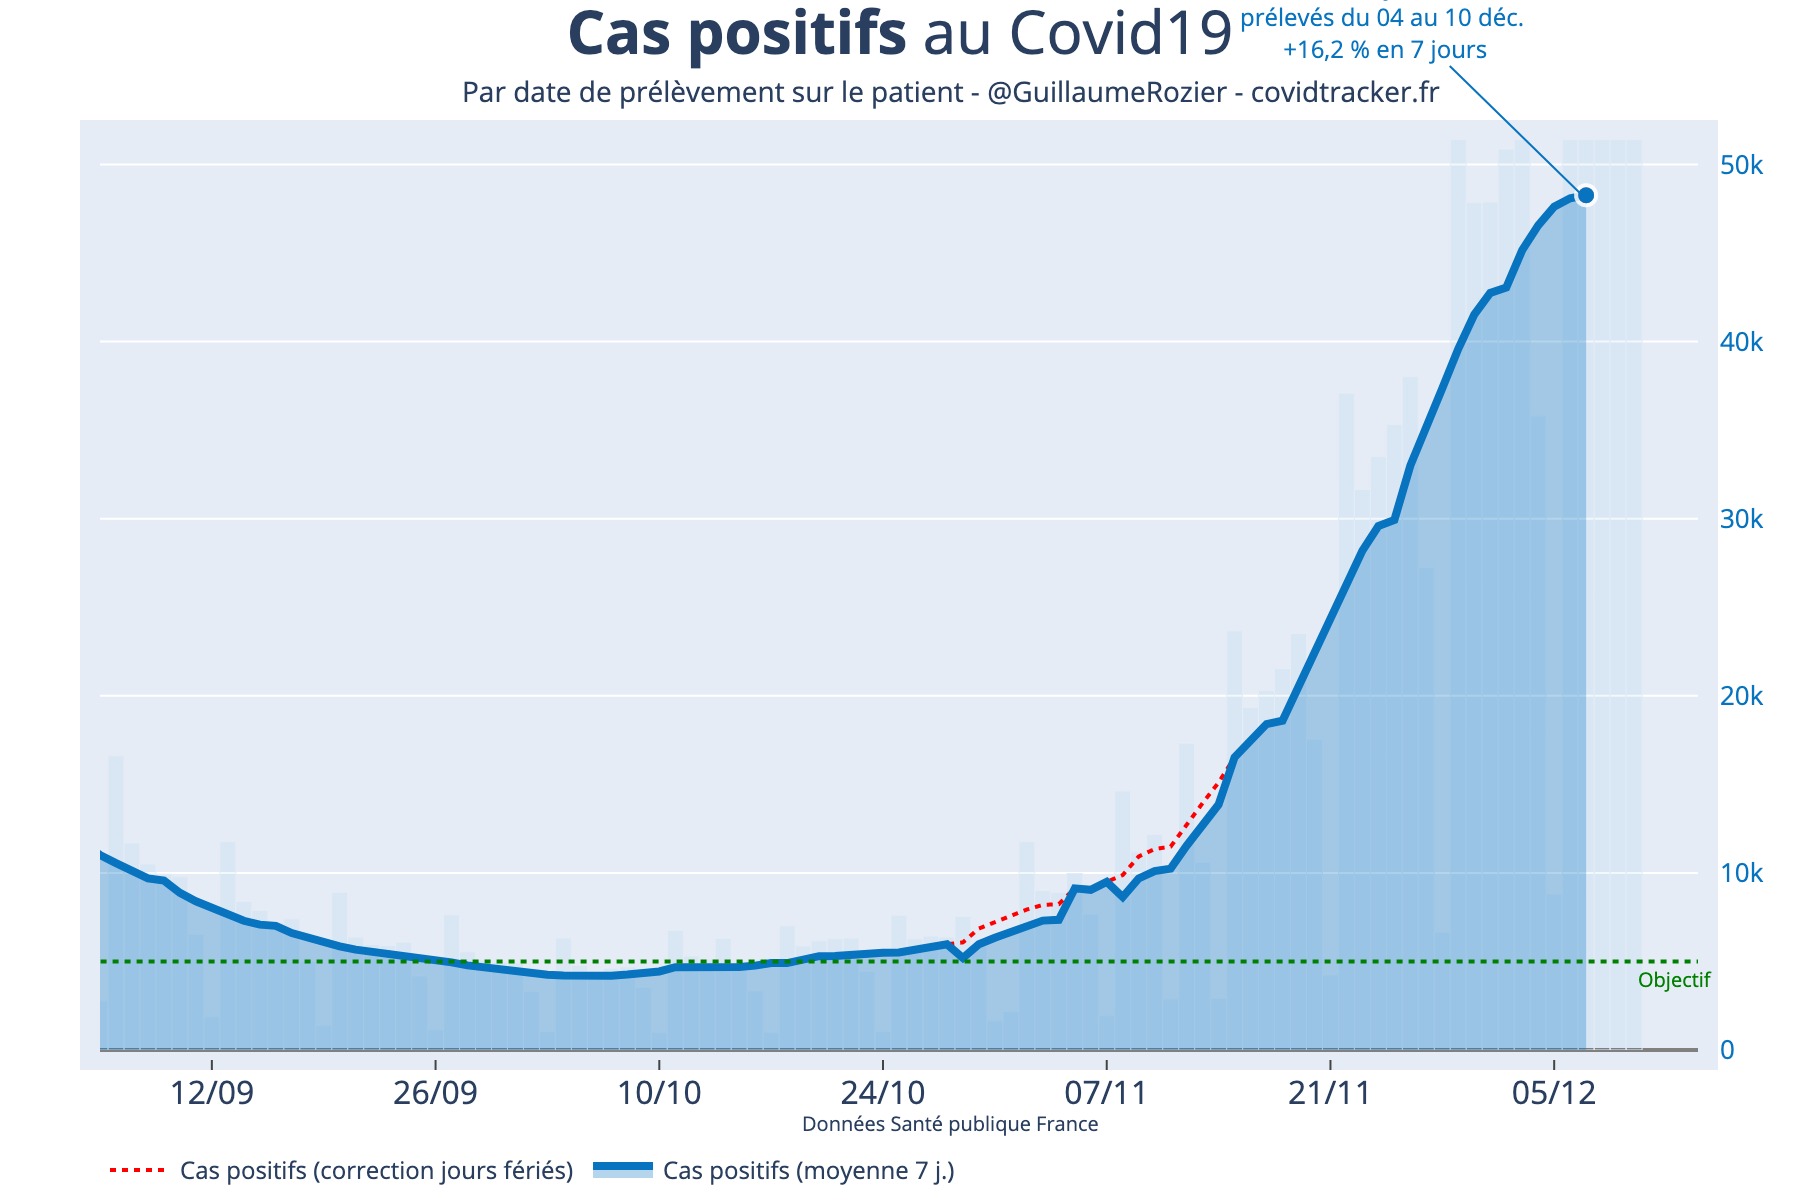 Cas positifs au Covid19
prélevés du 04 au 10 déc.
+16,2 % en 7 jours
Par date de prélèvement sur le patient - @GuillaumeRozier - covidtracker.fr
50k
40k
30k
20k
10k
Objectif
0
12/09 26/09 10/10 24/10 07/11 21/11 05/12
Données Santé publique France
Cas positifs (correction jours fériés) Cas positifs (moyenne 7 j.)